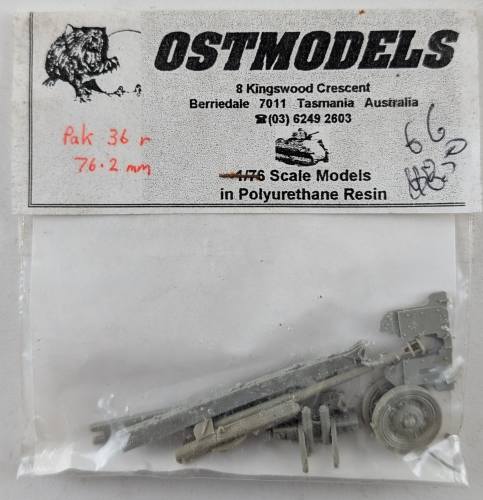 OSTMODELS
8 Kingswood Crescent
Berriedale 7011 Tasmania Australia
☎(03) 6249 2603
Pak 36 r
76.2 mm
66
1/76 Scale Models
in Polyurethane Resin